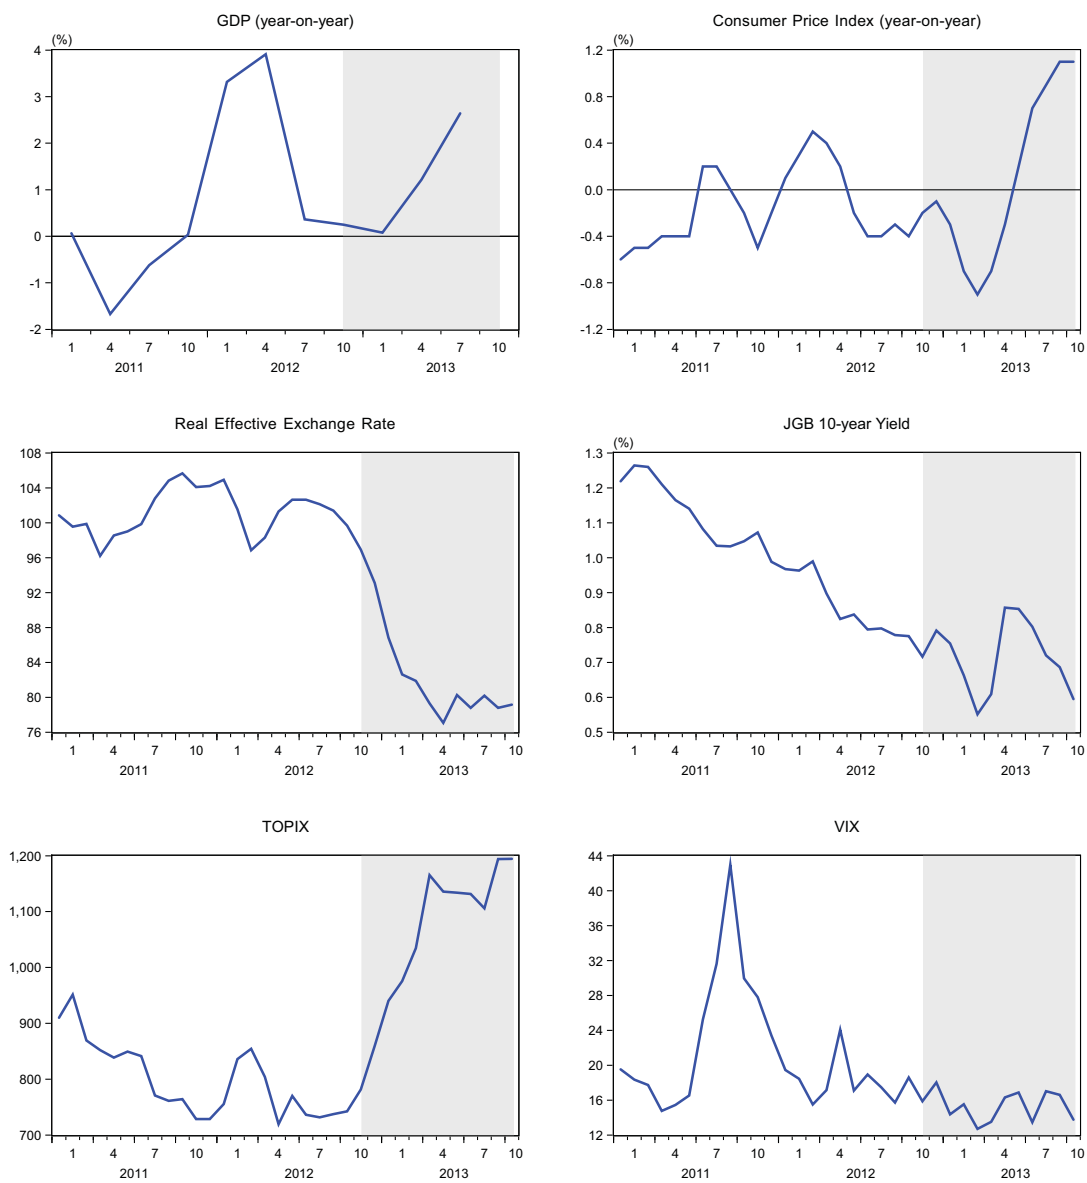 GDP (year-on-year)
(%)
4
3
2
1
0
-1
-2
1 4 7 10 1 4 7 10 1 4 7 10
2011 2012 2013
Consumer Price Index (year-on-year)
(%)
1.2
0.8
0.4
0.0
-0.4
-0.8
-1.2
1 4 7 10 1 4 7 10 1 4 7 10
2011 2012 2013
Real Effective Exchange Rate
108
104
100
96
92
88
84
80
76
1 4 7 10 1 4 7 10 1 4 7 10
2011 2012 2013
JGB 10-year Yield
(%)
1.3
1.2
1.1
1.0
0.9
0.8
0.7
0.6
0.5
1 4 7 10 1 4 7 10 1 4 7 10
2011 2012 2013
TOPIX
1,200
1,100
1,000
900
800
700
1 4 7 10 1 4 7 10 1 4 7 10
2011 2012 2013
VIX
44
40
36
32
28
24
20
16
12
1 4 7 10 1 4 7 10 1 4 7 10
2011 2012 2013